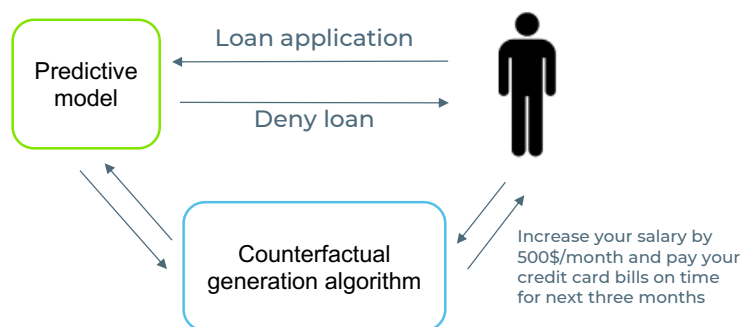 Loan application
Predictive
model
Deny loan
Counterfactual
generation algorithm
Increase your salary by
500$/month and pay your
credit card bills on time
for next three months